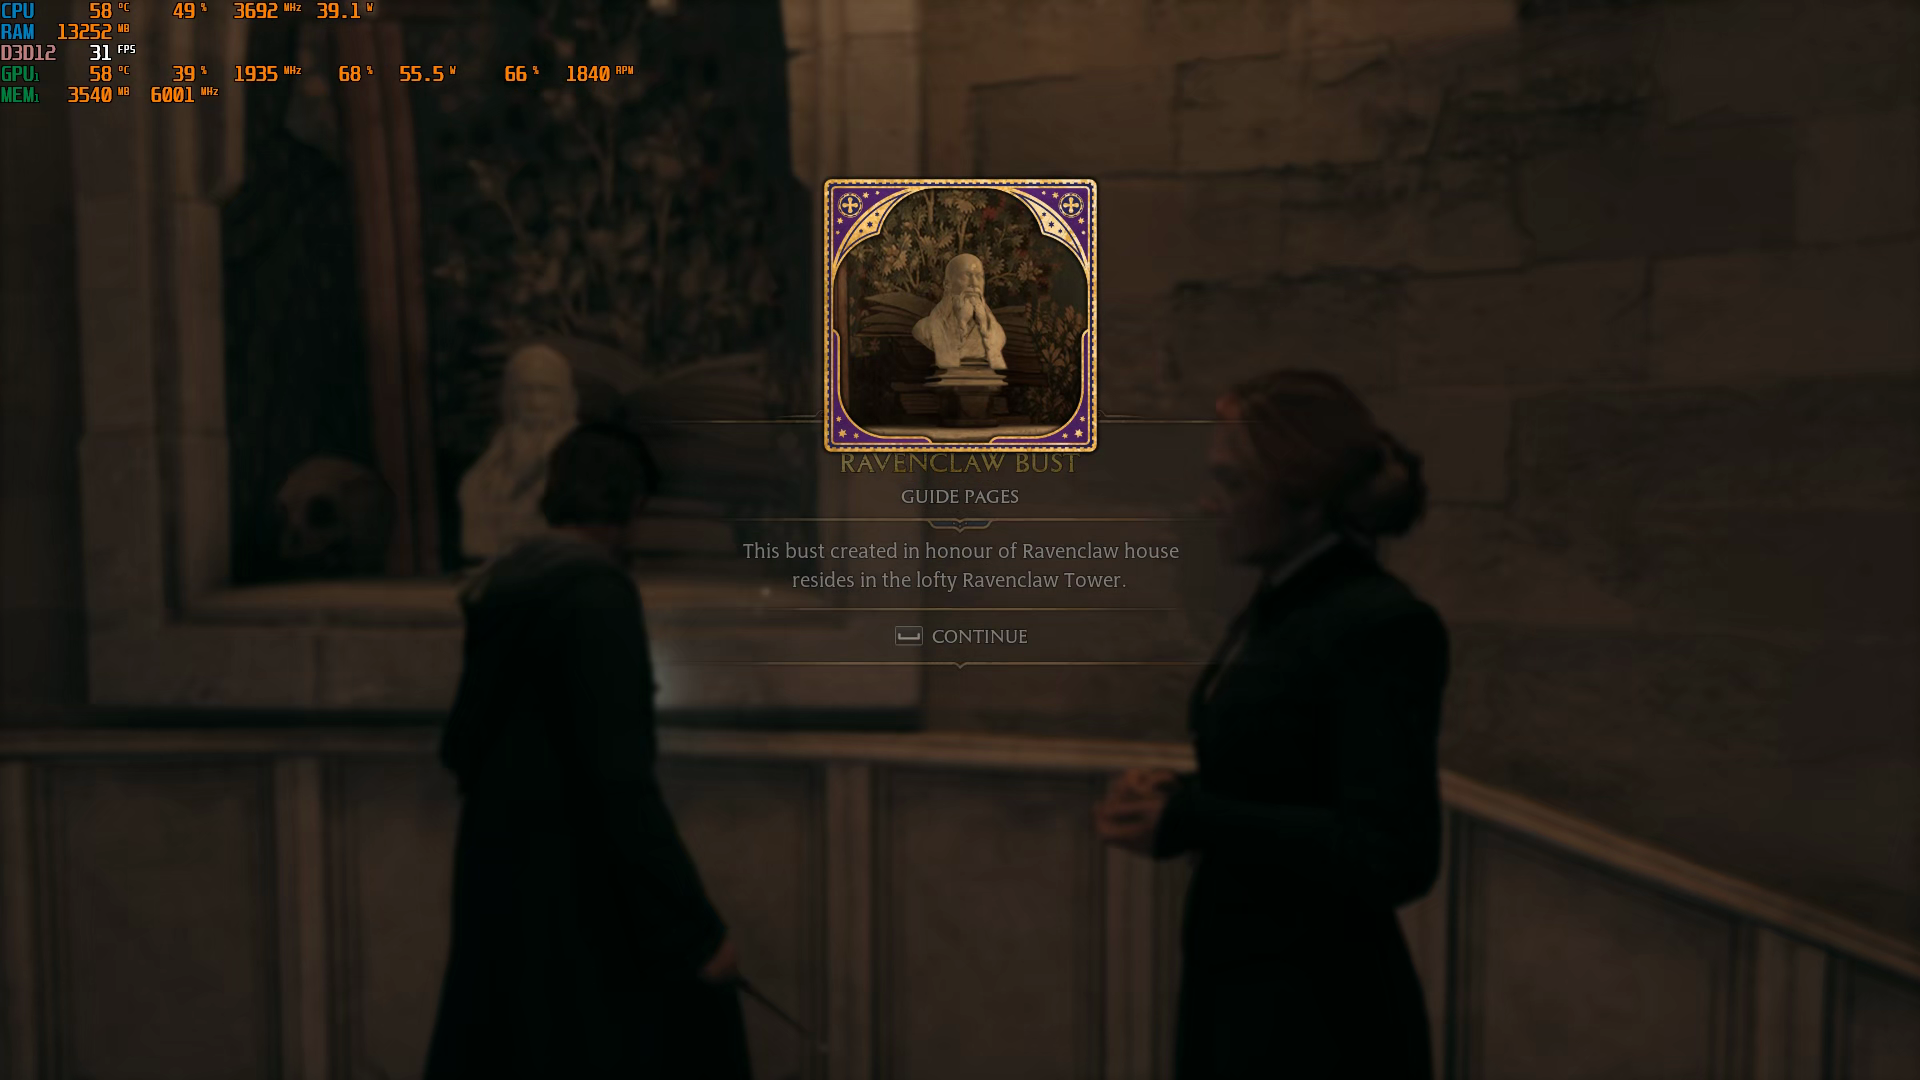 CPU 58 °C 49 % 3692 MHz 39.1 W
RAM 13252 MB
D3D12 31 FPS
GPU1 58 °C 39 % 1935 MHz 68 % 55.5 W 66 % 1840 RPM
MEM1 3540 MB 6001 MHz
RAVENCLAW BUST
GUIDE PAGES
This bust created in honour of Ravenclaw house
resides in the lofty Ravenclaw Tower.
CONTINUE